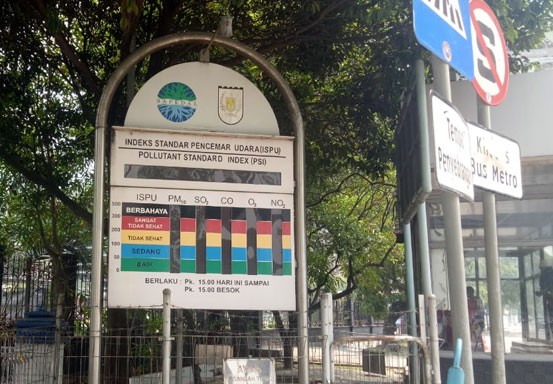 BAPEDAL
INDEKS STANDAR PENCEMAR UDARA(ISPU)
POLLUTANT STANDARD INDEX (PSI)
ISPU PM10 SO2 CO O3 NO2
BERBAHAYA
SANGAT
TIDAK SEHAT
TIDAK SEHAT
SEDANG
BAIK
BERLAKU : Pk. 15.00 HARI INI SAMPAI
Pk. 15.00 BESOK
Bus Metro